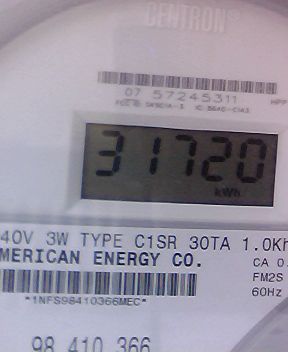 CENTRON®
07 57245311
31720
kWh
40V 3W TYPE C1SR 30TA 1.0Kh
MERICAN ENERGY CO.
CA 0.
FM2S
60Hz
*1NFS98410366MEC*
98 410 366